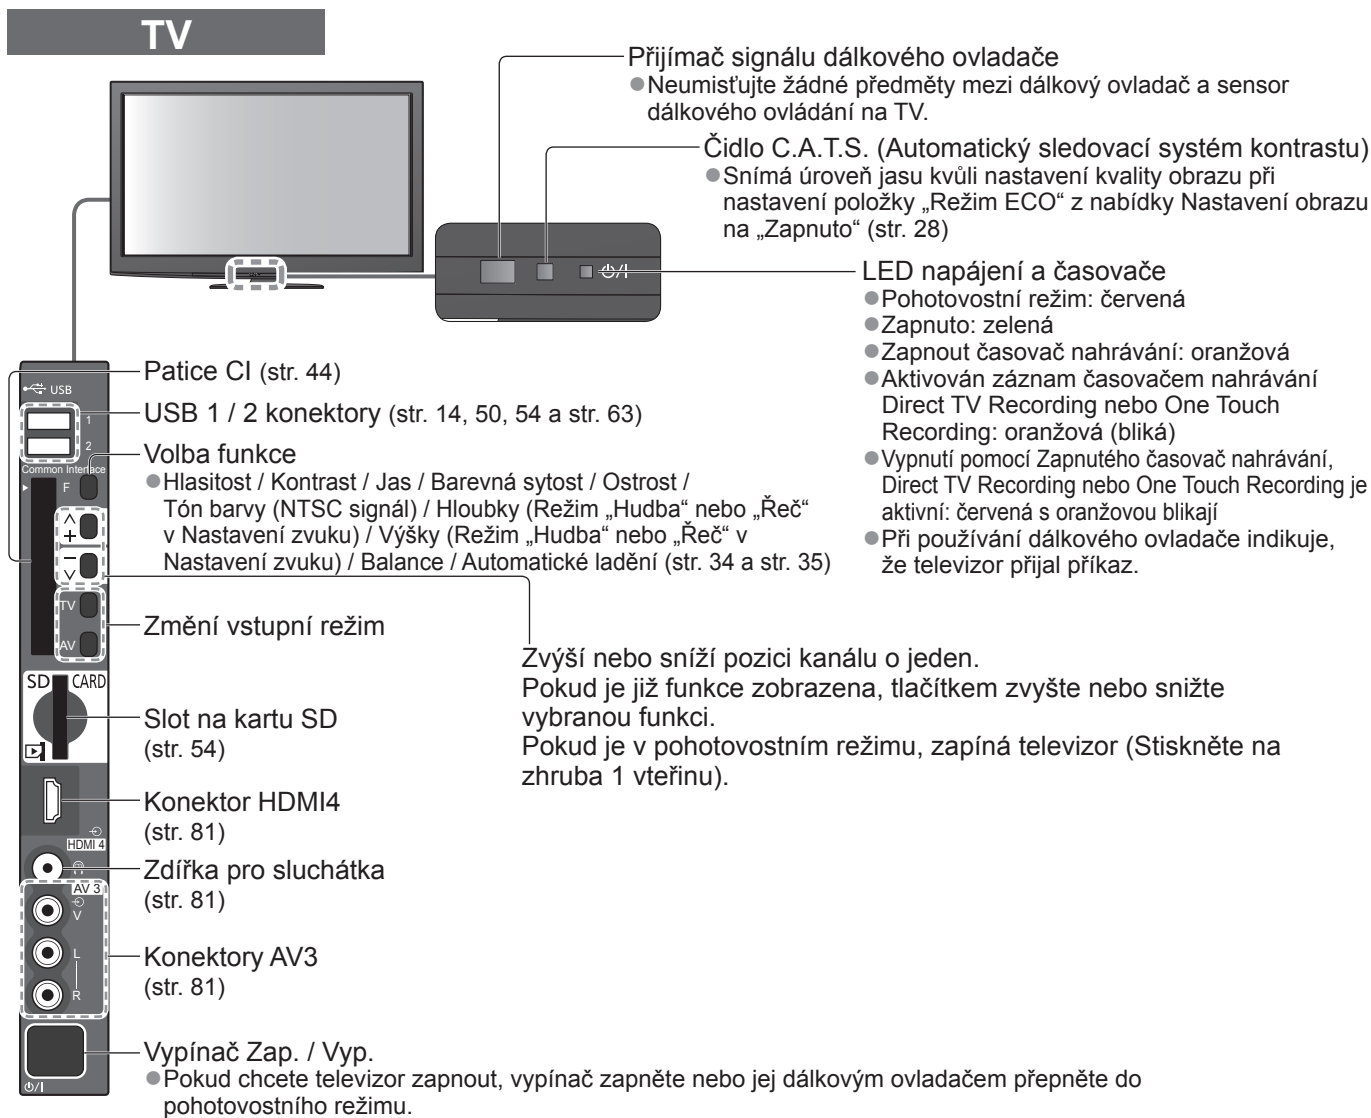 TV
Přijímač signálu dálkového ovladače
●Neumisťujte žádné předměty mezi dálkový ovladač a sensor
dálkového ovládání na TV.
Čidlo C.A.T.S. (Automatický sledovací systém kontrastu)
●Snímá úroveň jasu kvůli nastavení kvality obrazu při
nastavení položky „Režim ECO“ z nabídky Nastavení obrazu
na „Zapnuto“ (str. 28)
LED napájení a časovače
●Pohotovostní režim: červená
●Zapnuto: zelená
●Zapnout časovač nahrávání: oranžová
●Aktivován záznam časovačem nahrávání
Direct TV Recording nebo One Touch
Recording: oranžová (bliká)
●Vypnutí pomocí Zapnutého časovač nahrávání,
Direct TV Recording nebo One Touch Recording je
aktivní: červená s oranžovou blikají
●Při používání dálkového ovladače indikuje,
že televizor přijal příkaz.
Patice CI (str. 44)
USB 1 / 2 konektory (str. 14, 50, 54 a str. 63)
Volba funkce
●Hlasitost / Kontrast / Jas / Barevná sytost / Ostrost /
Tón barvy (NTSC signál) / Hloubky (Režim „Hudba“ nebo „Řeč“
v Nastavení zvuku) / Výšky (Režim „Hudba“ nebo „Řeč“ v
Nastavení zvuku) / Balance / Automatické ladění (str. 34 a str. 35)
Změní vstupní režim
Zvýší nebo sníží pozici kanálu o jeden.
Pokud je již funkce zobrazena, tlačítkem zvyšte nebo snižte
vybranou funkci.
Pokud je v pohotovostním režimu, zapíná televizor (Stiskněte na
zhruba 1 vteřinu).
Slot na kartu SD
(str. 54)
Konektor HDMI4
(str. 81)
Zdířka pro sluchátka
(str. 81)
Konektory AV3
(str. 81)
Vypínač Zap. / Vyp.
●Pokud chcete televizor zapnout, vypínač zapněte nebo jej dálkovým ovladačem přepněte do
pohotovostního režimu.
USB
1
2
Common Interface
F
+
−
TV
AV
SD CARD
HDMI 4
AV 3
V
L
R
⏻/I
⏻/I